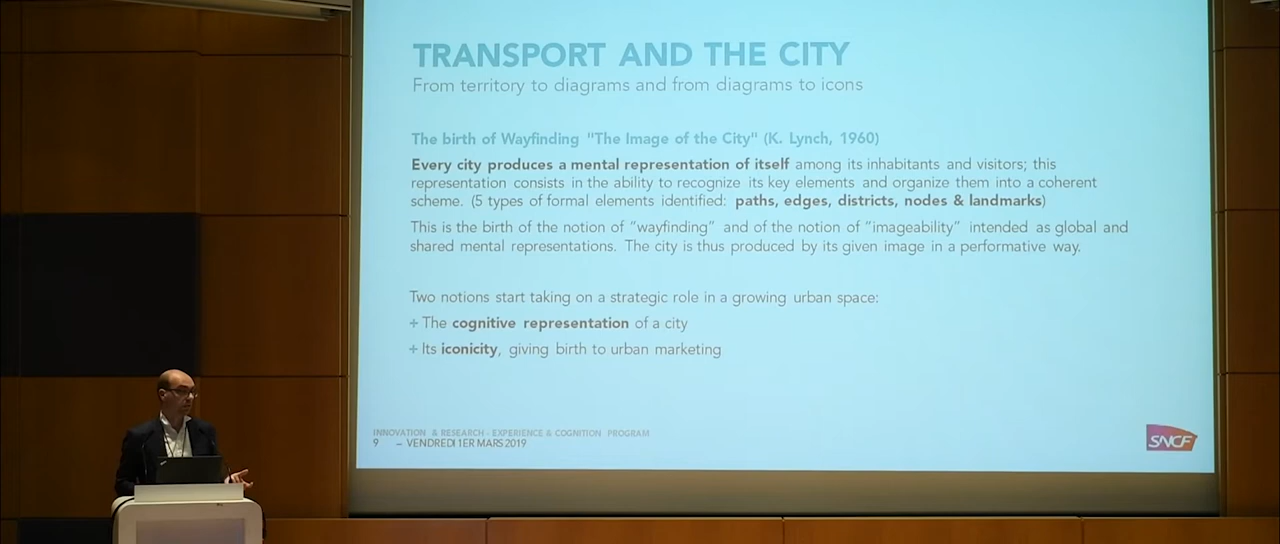 TRANSPORT AND THE CITY
From territory to diagrams and from diagrams to icons
The birth of Wayfinding "The Image of the City" (K. Lynch, 1960)
Every city produces a mental representation of itself among its inhabitants and visitors; this
representation consists in the ability to recognize its key elements and organize them into a coherent
scheme. (5 types of formal elements identified: paths, edges, districts, nodes & landmarks)
This is the birth of the notion of "wayfinding" and of the notion of "imageability" intended as global and
shared mental representations. The city is thus produced by its given image in a performative way.
Two notions start taking on a strategic role in a growing urban space:
+ The cognitive representation of a city
+ Its iconicity, giving birth to urban marketing
INNOVATION & RESEARCH - EXPERIENCE & COGNITION PROGRAM
9 – VENDREDI 1ER MARS 2019
SNCF